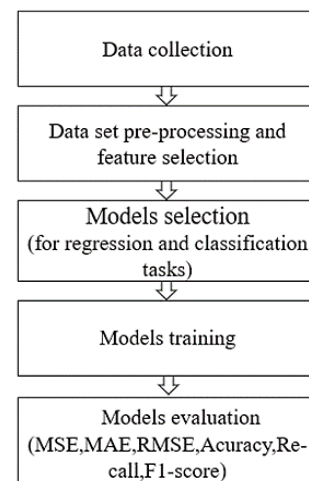 Data collection
Data set pre-processing and
feature selection
Models selection
(for regression and classification
tasks)
Models training
Models evaluation
(MSE,MAE,RMSE,Acuracy,Re-
call,F1-score)